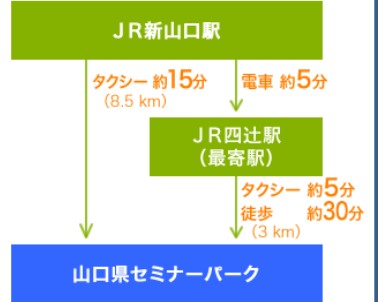 JR新山口駅
タクシー 約15分
(8.5 km)
電車 約5分
JR四辻駅
(最寄駅)
タクシー 約5分
徒歩 約30分
(3 km)
山口県セミナーパーク